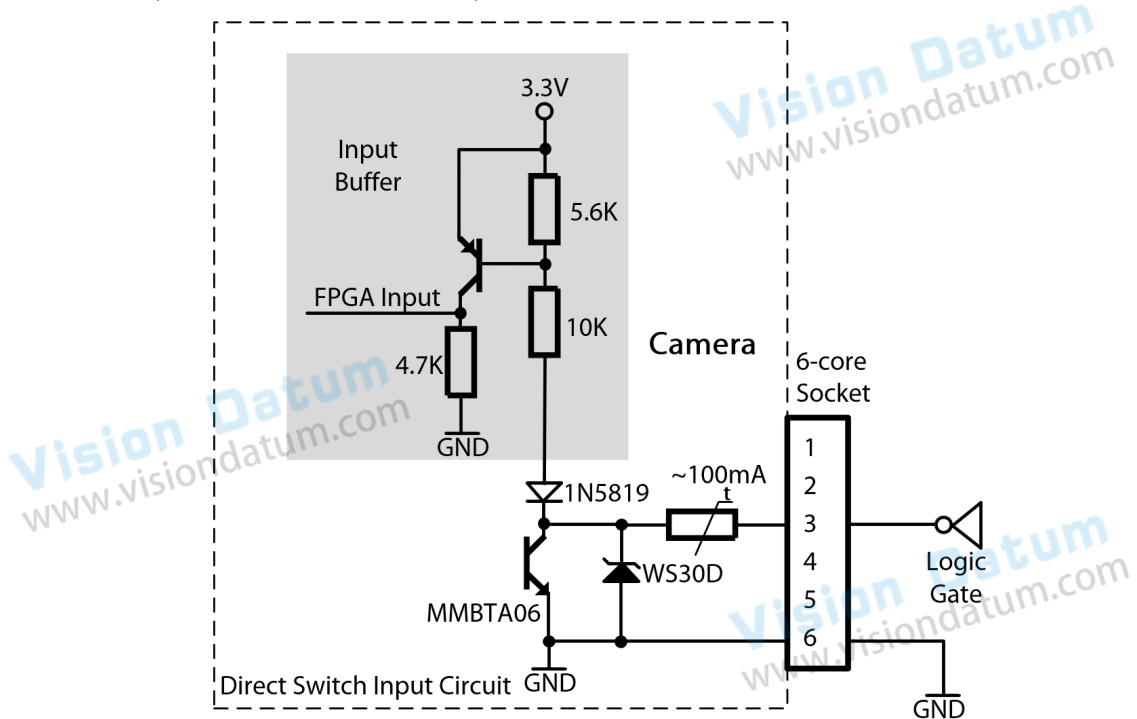 Vision Datum
www.visiondatum.com
3.3V
Input
Buffer
5.6K
FPGA Input
10K
Camera
6-core
Socket
4.7K
Vision Datum
www.visiondatum.com
GND
1
~100mA
t
2
1N5819
3
4
Logic
Gate
WS30D
5
MMBTA06
6
Vision Datum
www.visiondatum.com
Direct Switch Input Circuit
GND
GND